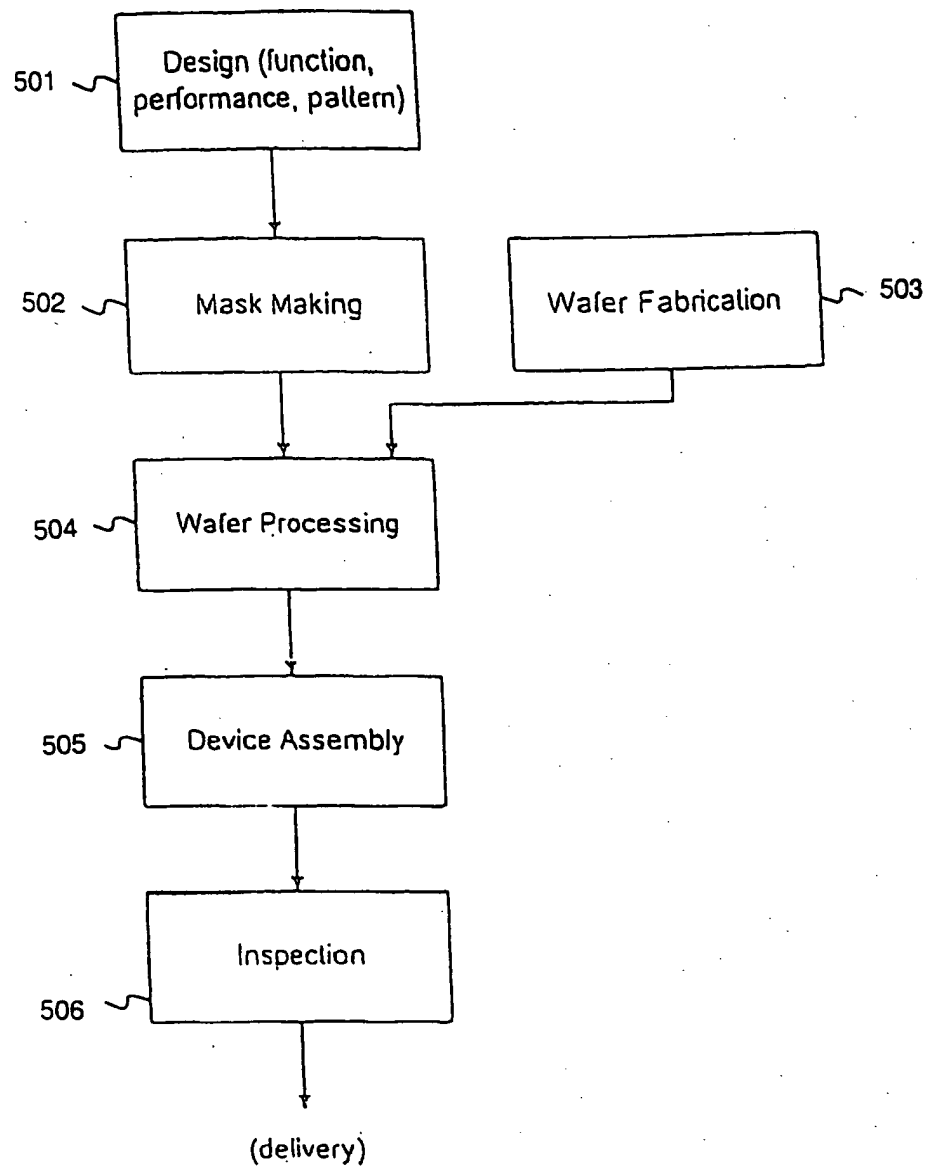 501
Design (function,
performance, pattern)
502
Mask Making
Wafer Fabrication
503
504
Wafer Processing
505
Device Assembly
Inspection
506
(delivery)